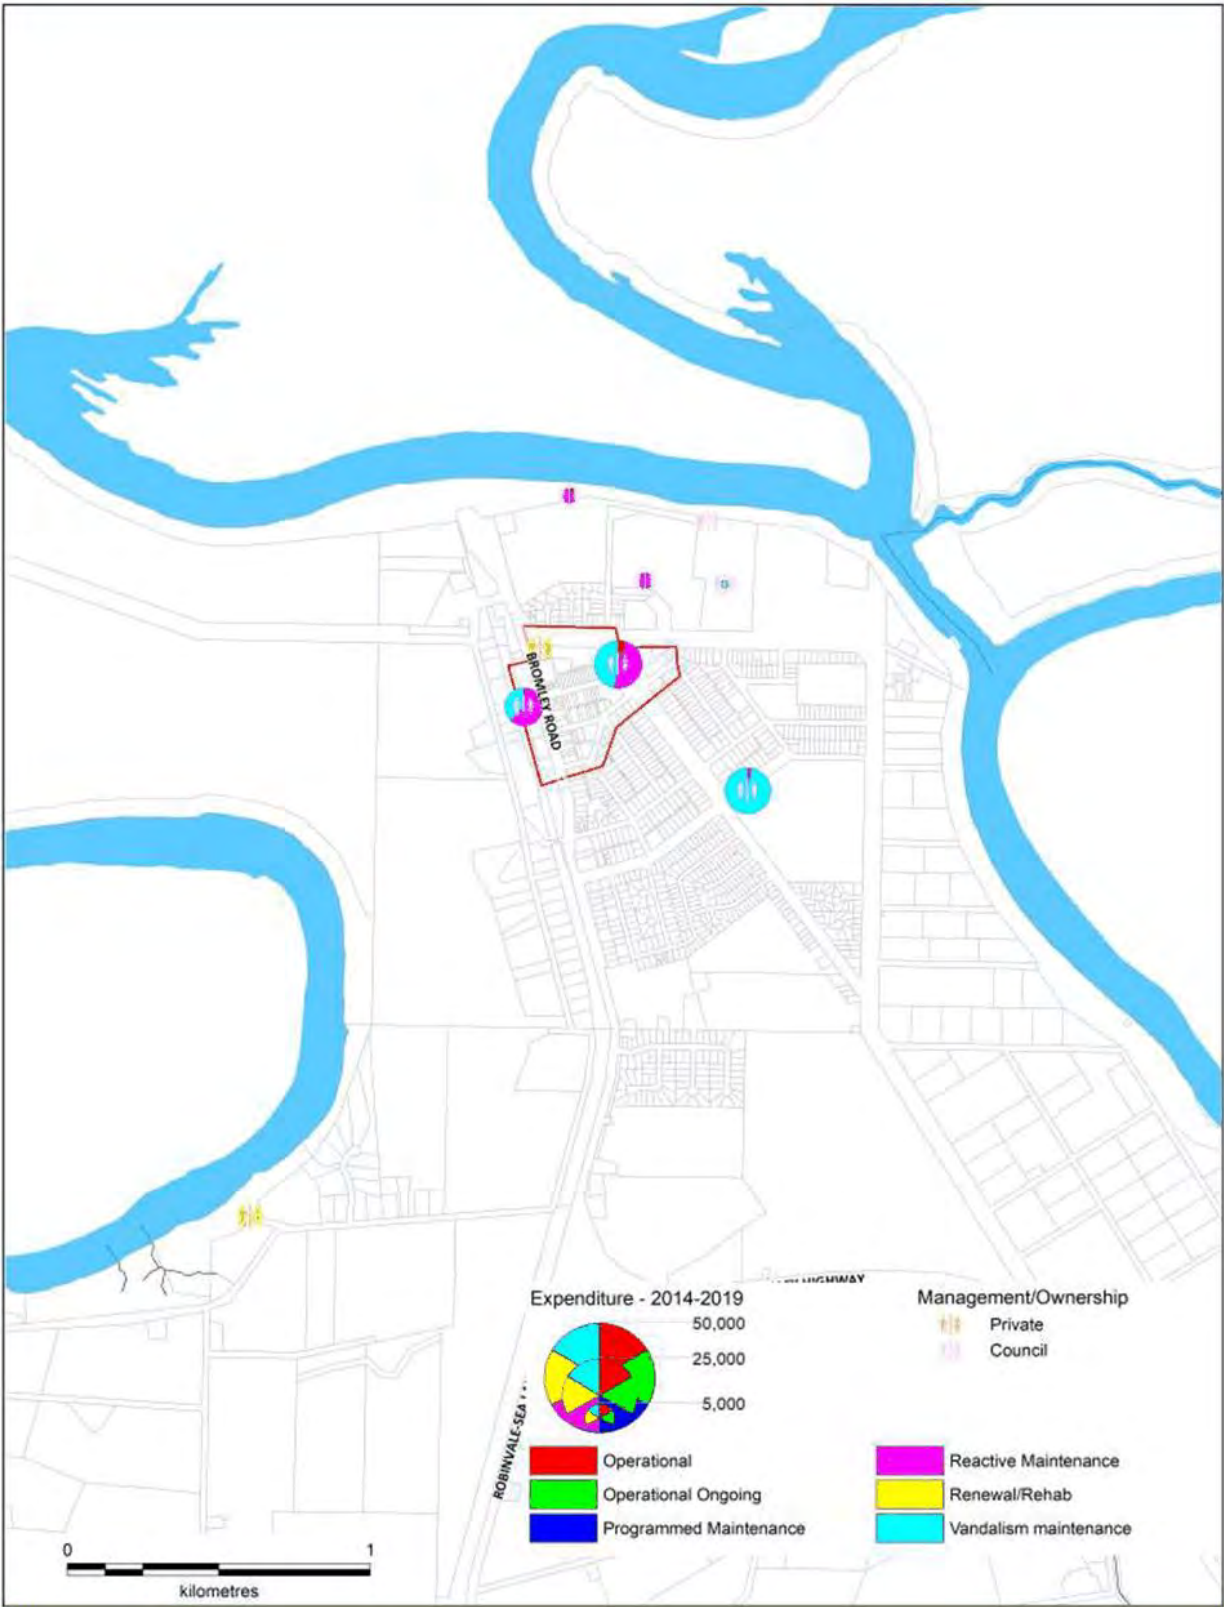 BROMLEY ROAD
HIGHWAY
Expenditure - 2014-2019
50,000
25,000
5,000
Management/Ownership
Private
Council
ROBINVALE-SEA
Operational
Operational Ongoing
Programmed Maintenance
Reactive Maintenance
Renewal/Rehab
Vandalism maintenance
0
1
kilometres